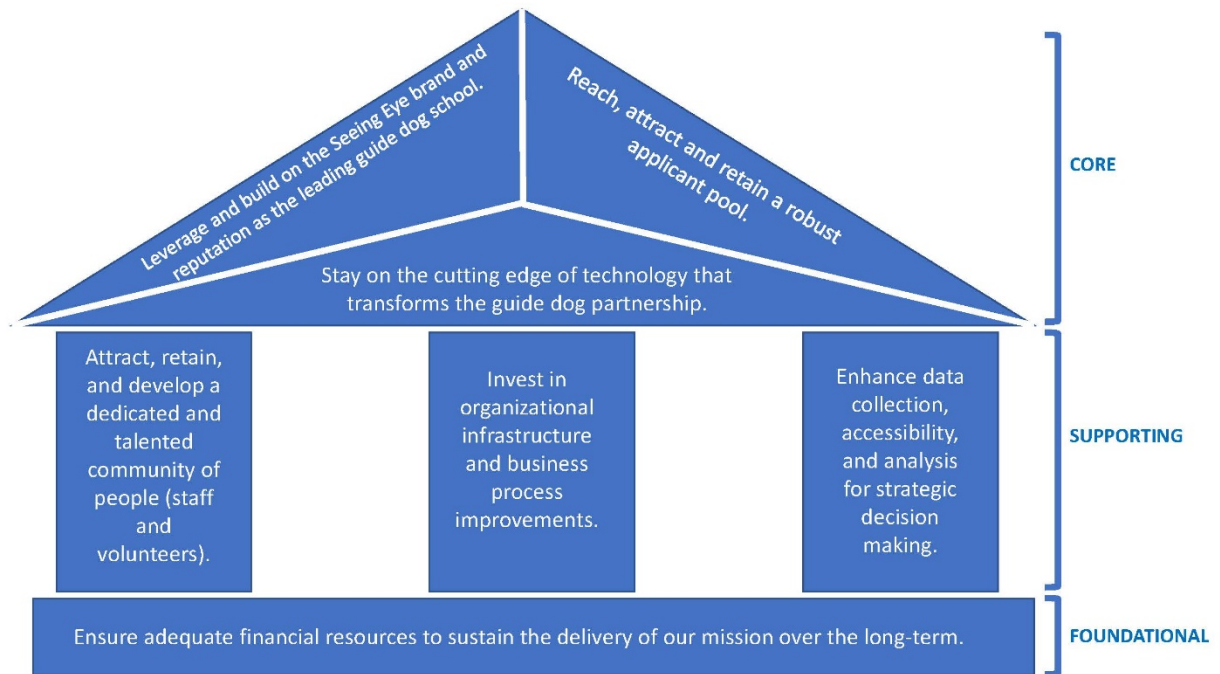 Leverage and build on the Seeing Eye brand and
reputation as the leading guide dog school.
Reach, attract and retain a robust
applicant pool.
Stay on the cutting edge of technology that
transforms the guide dog partnership.
CORE
Attract, retain,
and develop a
dedicated and
talented
community of
people (staff
and
volunteers).
Invest in
organizational
infrastructure
and business
process
improvements.
Enhance data
collection,
accessibility,
and analysis
for strategic
decision
making.
SUPPORTING
Ensure adequate financial resources to sustain the delivery of our mission over the long-term.
FOUNDATIONAL